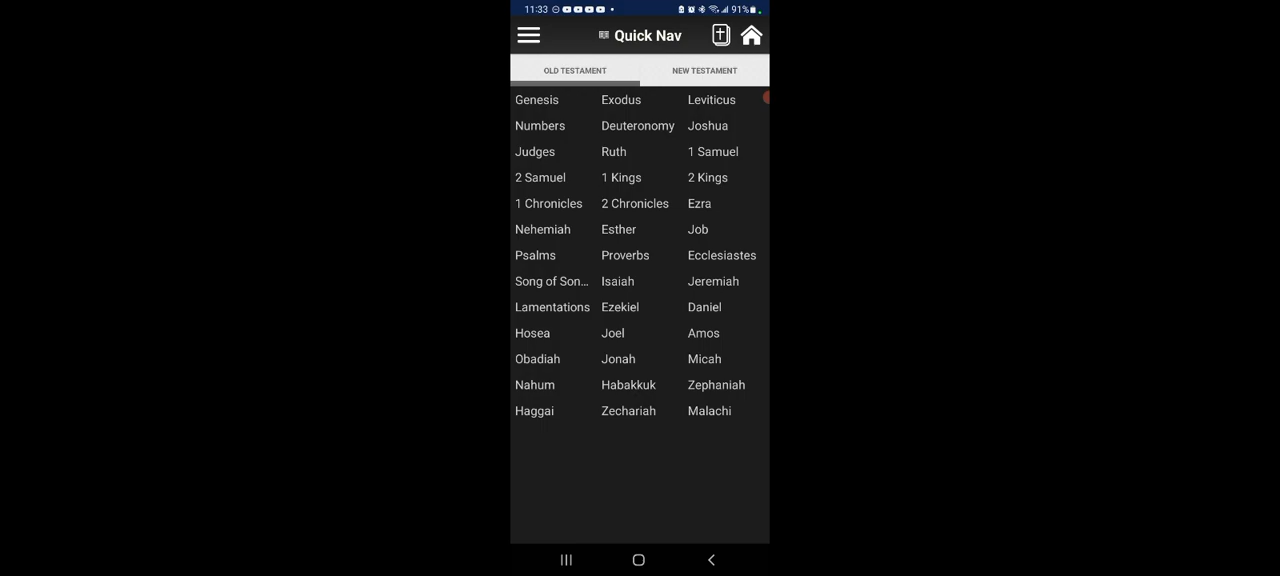 11:33 91%
Quick Nav
OLD TESTAMENT NEW TESTAMENT
Genesis Exodus Leviticus
Numbers Deuteronomy Joshua
Judges Ruth 1 Samuel
2 Samuel 1 Kings 2 Kings
1 Chronicles 2 Chronicles Ezra
Nehemiah Esther Job
Psalms Proverbs Ecclesiastes
Song of Son... Isaiah Jeremiah
Lamentations Ezekiel Daniel
Hosea Joel Amos
Obadiah Jonah Micah
Nahum Habakkuk Zephaniah
Haggai Zechariah Malachi